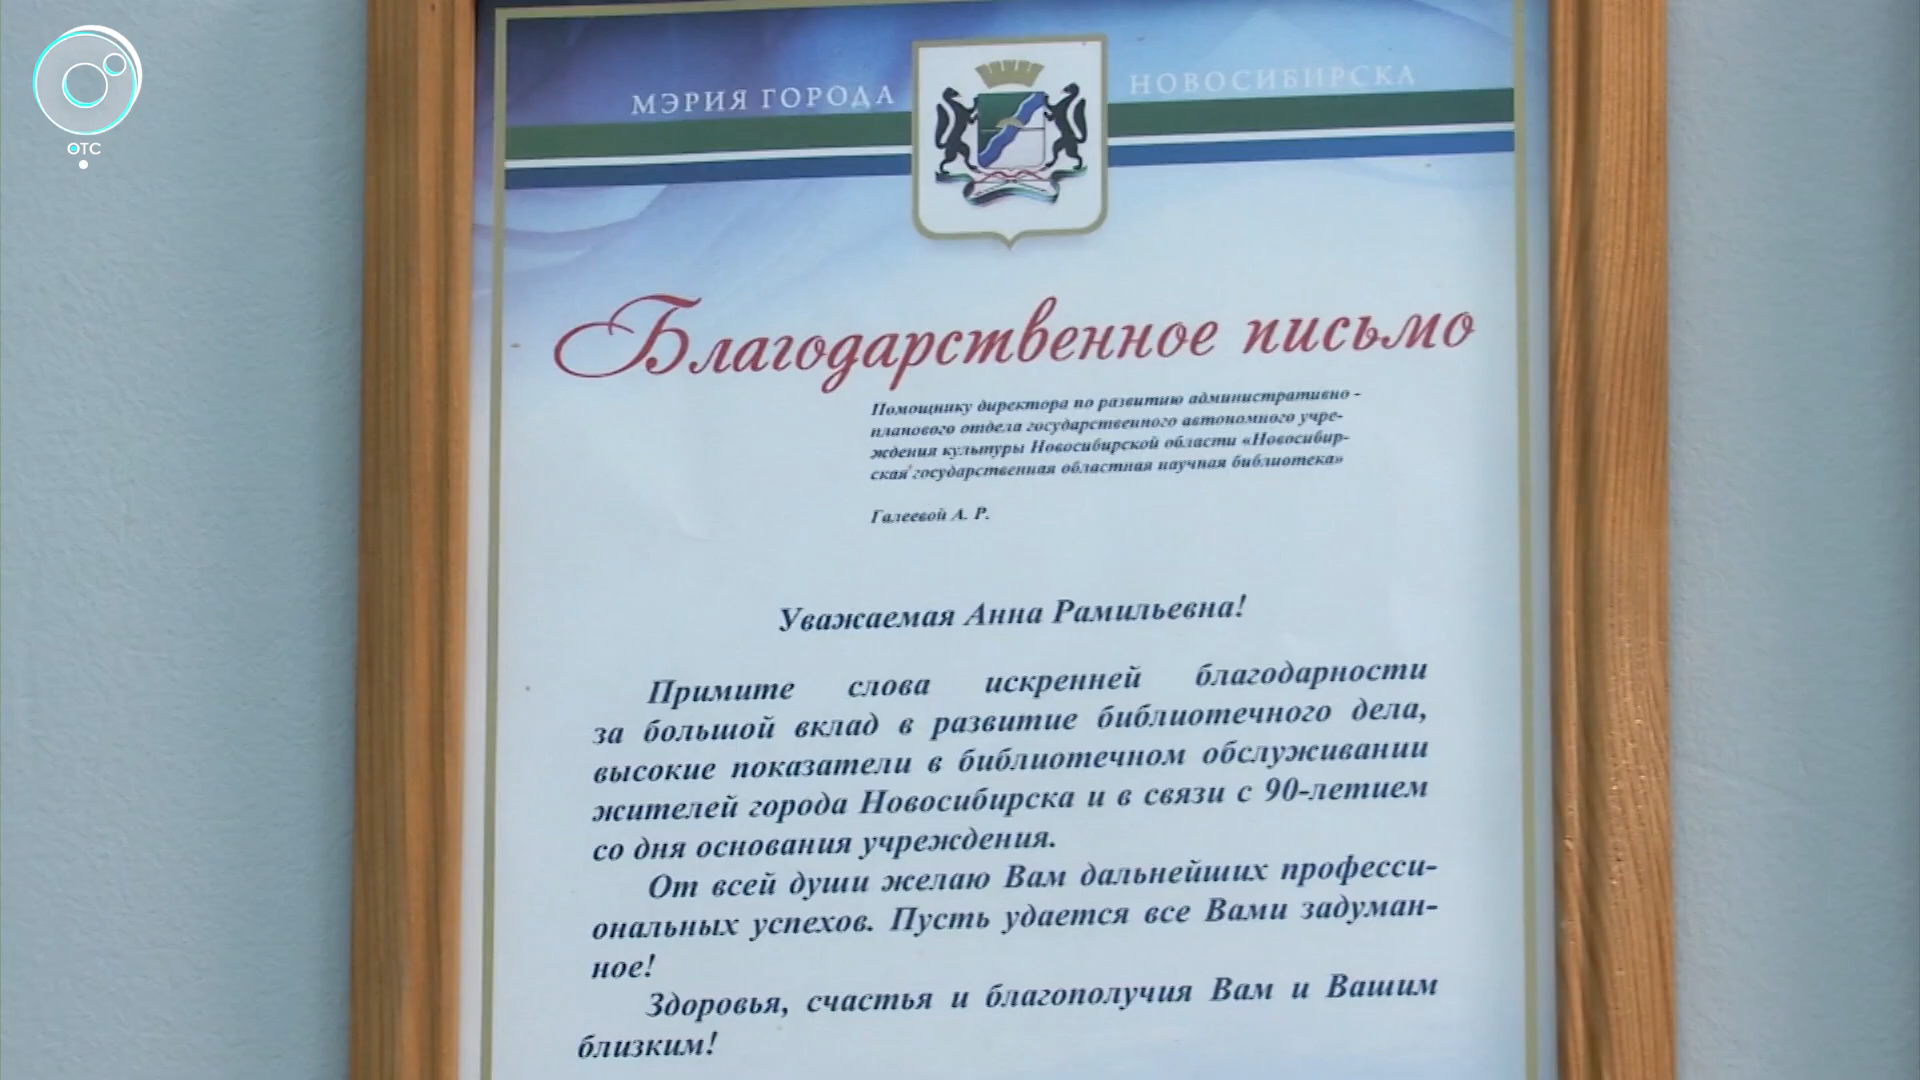 ОТС
МЭРИЯ ГОРОДА НОВОСИБИРСКА
Благодарственное письмо
Помощнику директора по развитию административно -
планового отдела государственного автономного учре-
ждения культуры Новосибирской области «Новосибир-
ская государственная областная научная библиотека»
Галеевой А. Р.
Уважаемая Анна Рамильевна!
Примите слова искренней благодарности
за большой вклад в развитие библиотечного дела,
высокие показатели в библиотечном обслуживании
жителей города Новосибирска и в связи с 90-летием
со дня основания учреждения.
От всей души желаю Вам дальнейших професси-
ональных успехов. Пусть удается все Вами задуман-
ное!
Здоровья, счастья и благополучия Вам и Вашим
близким!